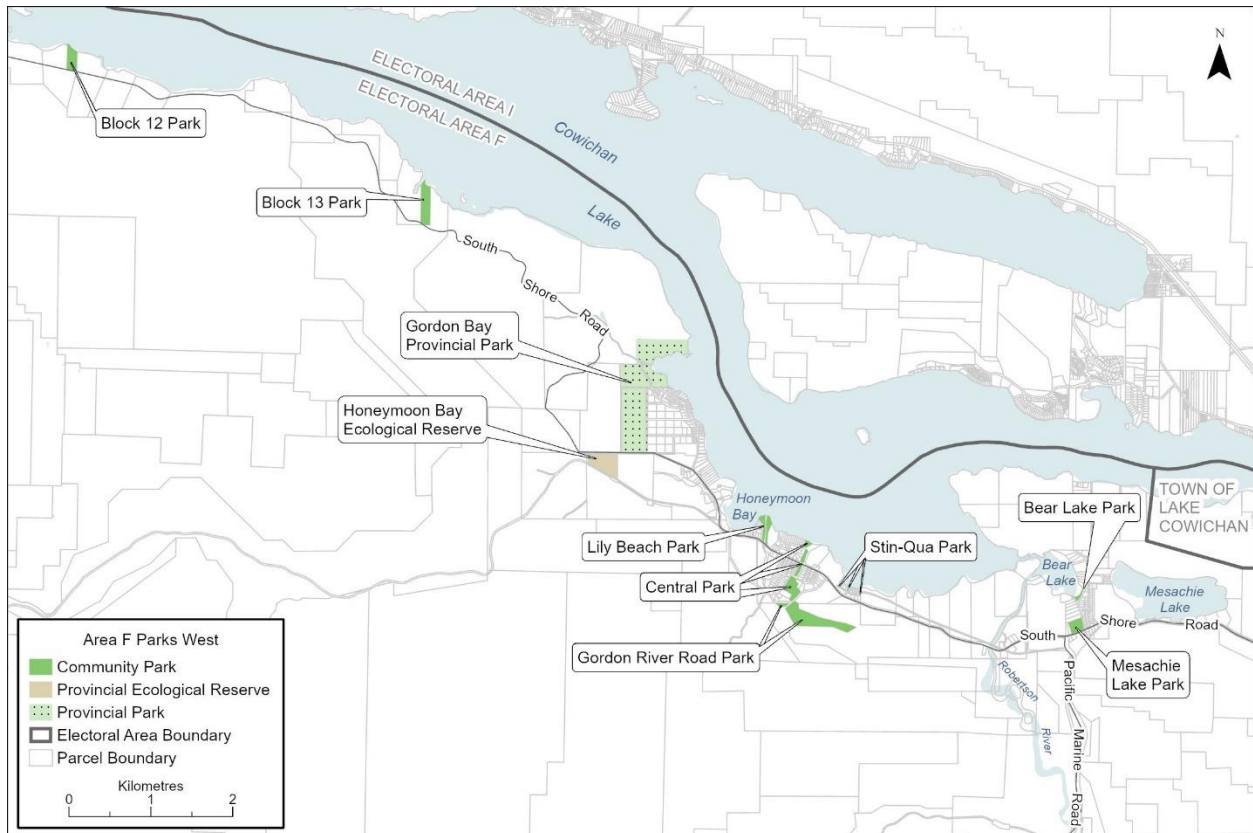 N
ELECTORAL AREA I
ELECTORAL AREA F
Block 12 Park
Cowichan
Lake
Block 13 Park
South
Shore
Road
Gordon Bay
Provincial Park
Honeymoon Bay
Ecological Reserve
TOWN OF
LAKE
COWICHAN
Honeymoon
Bay
Bear Lake Park
Lily Beach Park
Stin-Qua Park
Bear
Lake
Central Park
Mesachie
Lake
South
Shore
Road
Gordon River Road Park
Mesachie
Lake Park
Robertson
River
Pacific
Marine
Road
Area F Parks West
Community Park
Provincial Ecological Reserve
Provincial Park
Electoral Area Boundary
Parcel Boundary
Kilometres
0 1 2